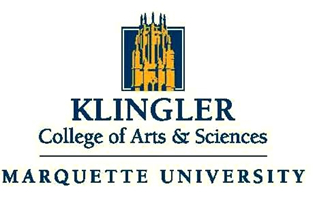 KLINGLER
College of Arts & Sciences
MARQUETTE UNIVERSITY